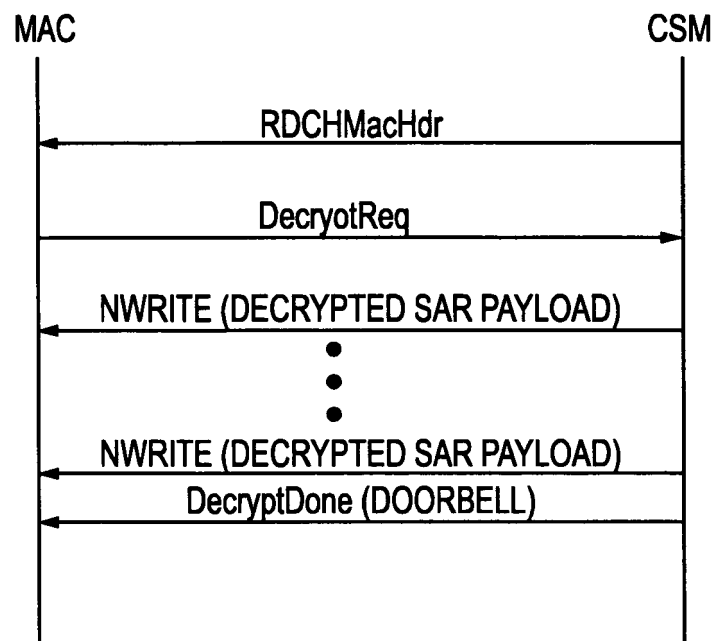 MAC
CSM
RDCHMacHdr
DecryotReq
NWRITE (DECRYPTED SAR PAYLOAD)
NWRITE (DECRYPTED SAR PAYLOAD)
DecryptDone (DOORBELL)